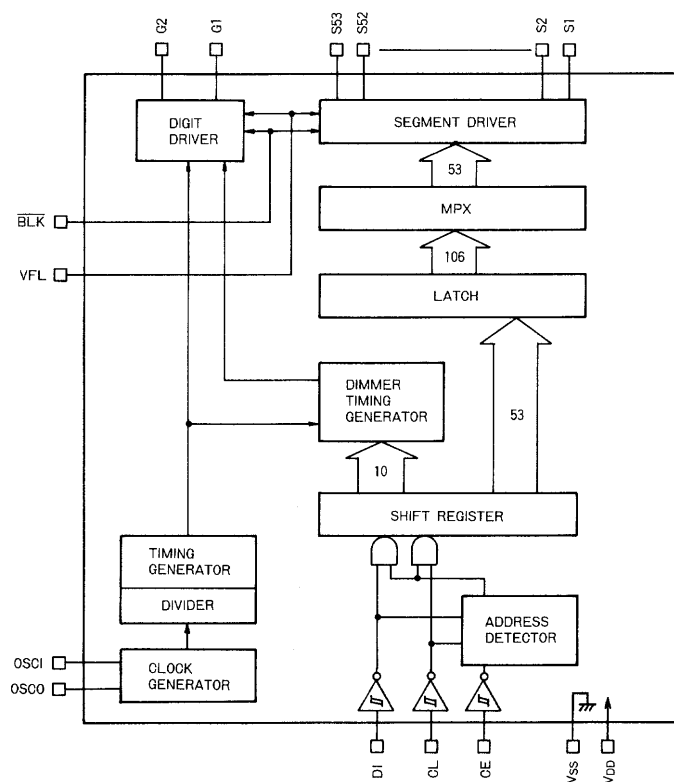 G2 G1 S53 S52 S2 S1
DIGIT
DRIVER
SEGMENT DRIVER
53
MPX
BLK
106
VFL
LATCH
DIMMER
TIMING
GENERATOR
53
10
SHIFT REGISTER
TIMING
GENERATOR
DIVIDER
ADDRESS
DETECTOR
OSCI
OSCO
CLOCK
GENERATOR
DI CL CE VSS VDD